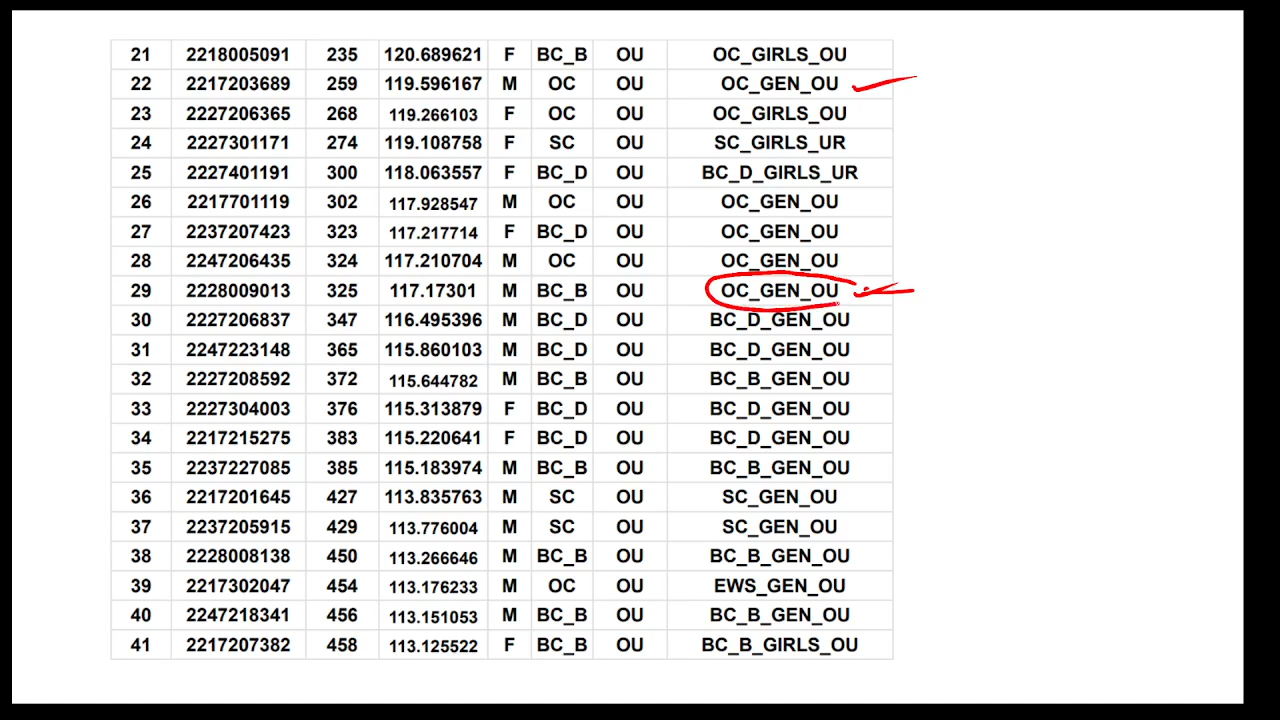 21 2218005091 235 120.689621 F BC_B OU OC_GIRLS_OU
22 2217203689 259 119.596167 M OC OU OC_GEN_OU
23 2227206365 268 119.266103 F OC OU OC_GIRLS_OU
24 2227301171 274 119.108758 F SC OU SC_GIRLS_UR
25 2227401191 300 118.063557 F BC_D OU BC_D_GIRLS_UR
26 2217701119 302 117.928547 M OC OU OC_GEN_OU
27 2237207423 323 117.217714 F BC_D OU OC_GEN_OU
28 2247206435 324 117.210704 M OC OU OC_GEN_OU
29 2228009013 325 117.17301 M BC_B OU OC_GEN_OU
30 2227206837 347 116.495396 M BC_D OU BC_D_GEN_OU
31 2247223148 365 115.860103 M BC_D OU BC_D_GEN_OU
32 2227208592 372 115.644782 M BC_B OU BC_B_GEN_OU
33 2227304003 376 115.313879 F BC_D OU BC_D_GEN_OU
34 2217215275 383 115.220641 F BC_D OU BC_D_GEN_OU
35 2237227085 385 115.183974 M BC_B OU BC_B_GEN_OU
36 2217201645 427 113.835763 M SC OU SC_GEN_OU
37 2237205915 429 113.776004 M SC OU SC_GEN_OU
38 2228008138 450 113.266646 M BC_B OU BC_B_GEN_OU
39 2217302047 454 113.176233 M OC OU EWS_GEN_OU
40 2247218341 456 113.151053 M BC_B OU BC_B_GEN_OU
41 2217207382 458 113.125522 F BC_B OU BC_B_GIRLS_OU